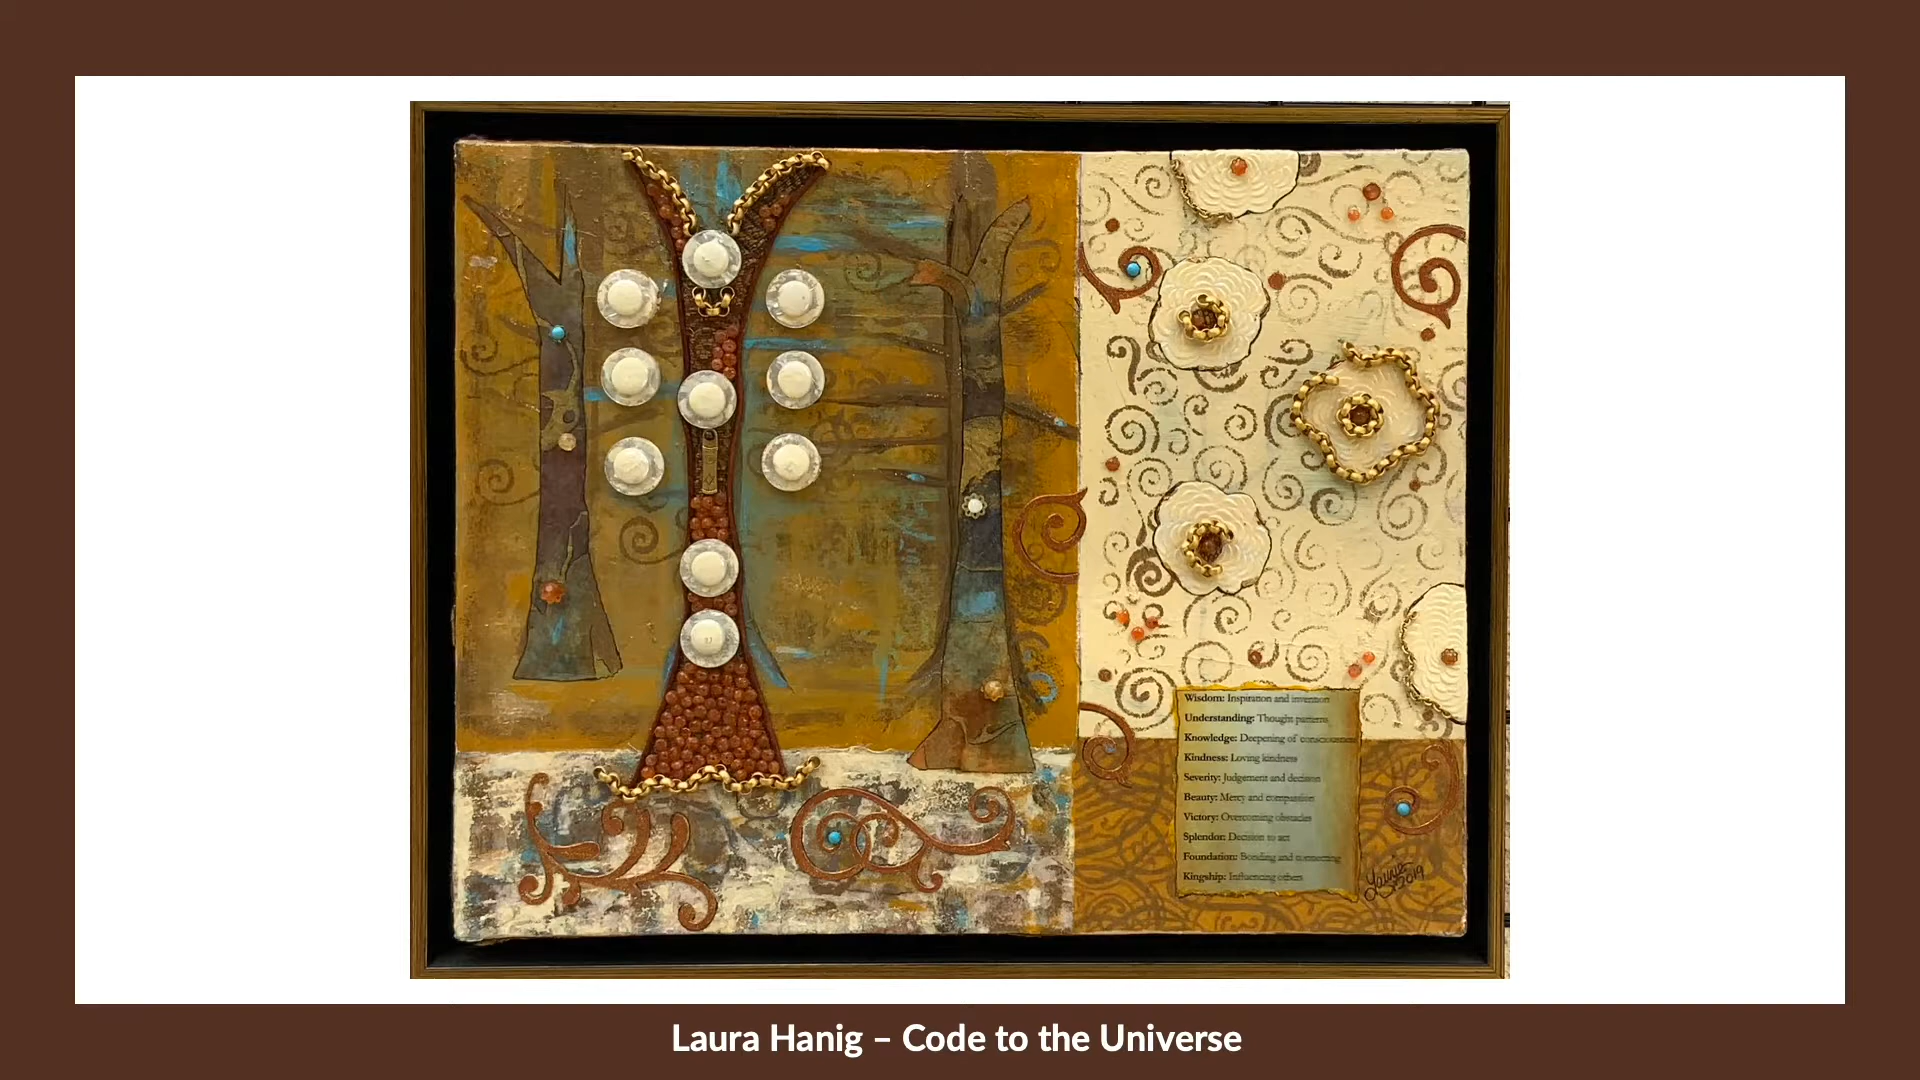 Wisdom: Inspiration and invention
Understanding: Thought patterns
Knowledge: Deepening of consciousness
Kindness: Loving kindness
Severity: Judgement and decision
Beauty: Mercy and compassion
Victory: Overcoming obstacles
Splendor: Decision to act
Foundation: Bonding and connecting
Kingship: Influencing others
Laurie
2019
Laura Hanig – Code to the Universe